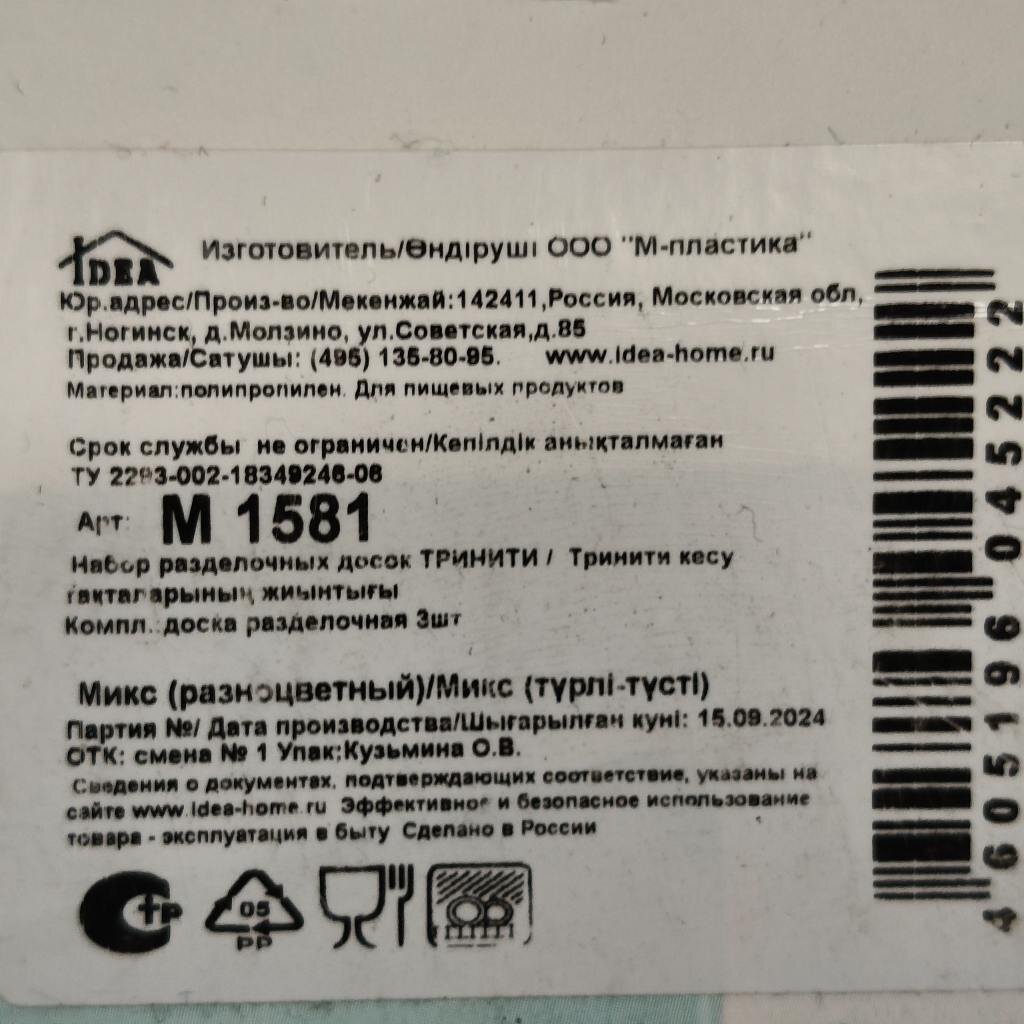 IDEA
Изготовитель/Өндіруші ООО "М-пластика"
Юр.адрес/Произ-во/Мекенжай:142411,Россия, Московская обл,
г.Ногинск, д.Молзино, ул.Советская,д.85
Продажа/Сатушы: (495) 135-80-95. www.idea-home.ru
Материал:полипропилен. Для пищевых продуктов
Срок службы не ограничен/Кепілдік анықталмаған
ТУ 2293-002-18349246-06
Арт: М 1581
Набор разделочных досок ТРИНИТИ / Тринити кесу
тақталарының жиынтығы
Компл.:доска разделочная 3шт
Микс (разноцветный)/Микс (түрлі-түсті)
Партия №/ Дата производства/Шығарылған күні: 15.09.2024
ОТК: смена № 1 Упак:Кузьмина О.В.
Сведения о документах, подтверждающих соответствие, указаны на
сайте www.idea-home.ru Эффективное и безопасное использование
товара - эксплуатация в быту Сделано в России
СТР
05
PP
4605196045222